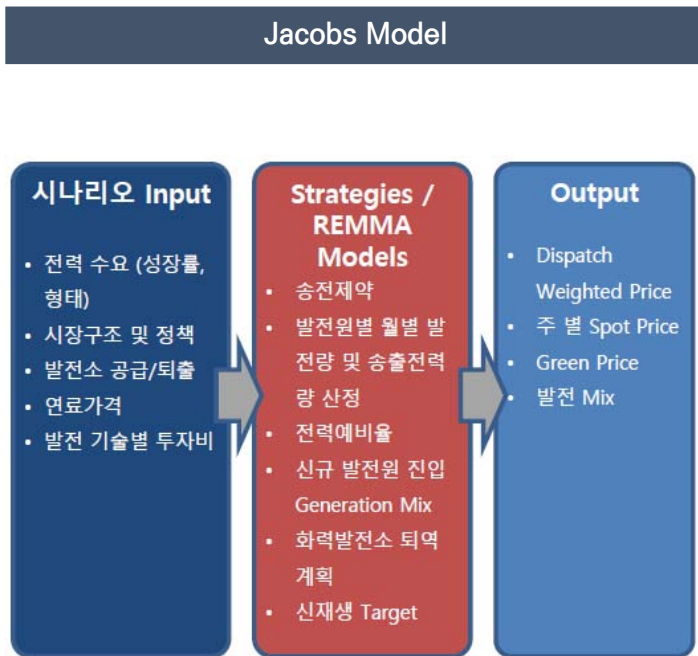 Jacobs Model
시나리오 Input
• 전력 수요 (성장률,
형태)
• 시장구조 및 정책
• 발전소 공급/퇴출
• 연료가격
• 발전 기술별 투자비
Strategies /
REMMA
Models
• 송전제약
• 발전원별 월별 발
전량 및 송출전력
량 산정
• 전력예비율
• 신규 발전원 진입
Generation Mix
• 화력발전소 퇴역
계획
• 신재생 Target
Output
• Dispatch
Weighted Price
• 주 별 Spot Price
• Green Price
• 발전 Mix